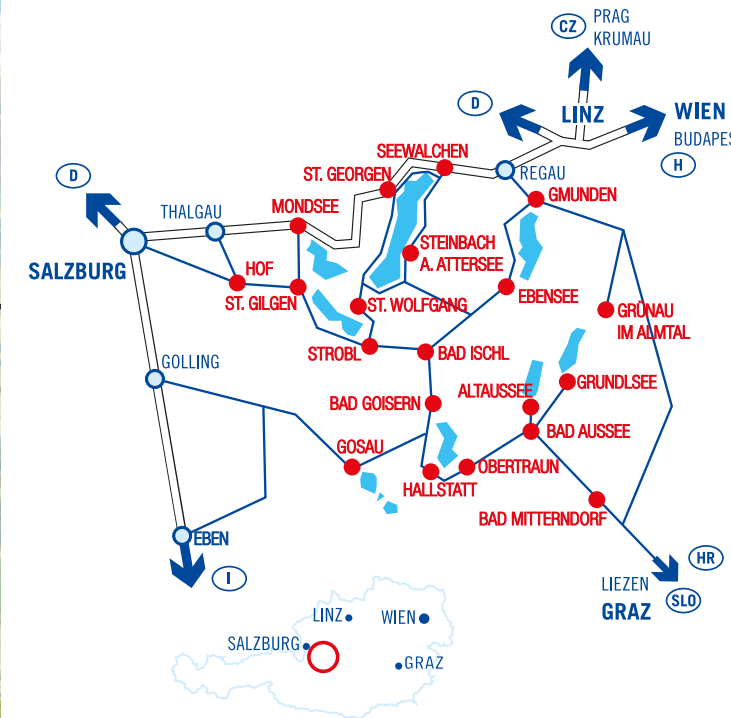 CZ
PRAG
KRUMAU
D
LINZ
WIEN
BUDAPES
H
SEEWALCHEN
REGAU
ST. GEORGEN
D
THALGAU
MONDSEE
GMUNDEN
STEINBACH
A. ATTERSEE
SALZBURG
HOF
ST. GILGEN
ST. WOLFGANG
EBENSEE
GRÜNAU
IM ALMTAL
STROBL
BAD ISCHL
GOLLING
ALTAUSSEE
GRUNDLSEE
BAD GOISERN
BAD AUSSEE
GOSAU
OBERTRAUN
HALLSTATT
BAD MITTERNDORF
EBEN
I
HR
LIEZEN
GRAZ
SLO
LINZ
WIEN
SALZBURG
GRAZ